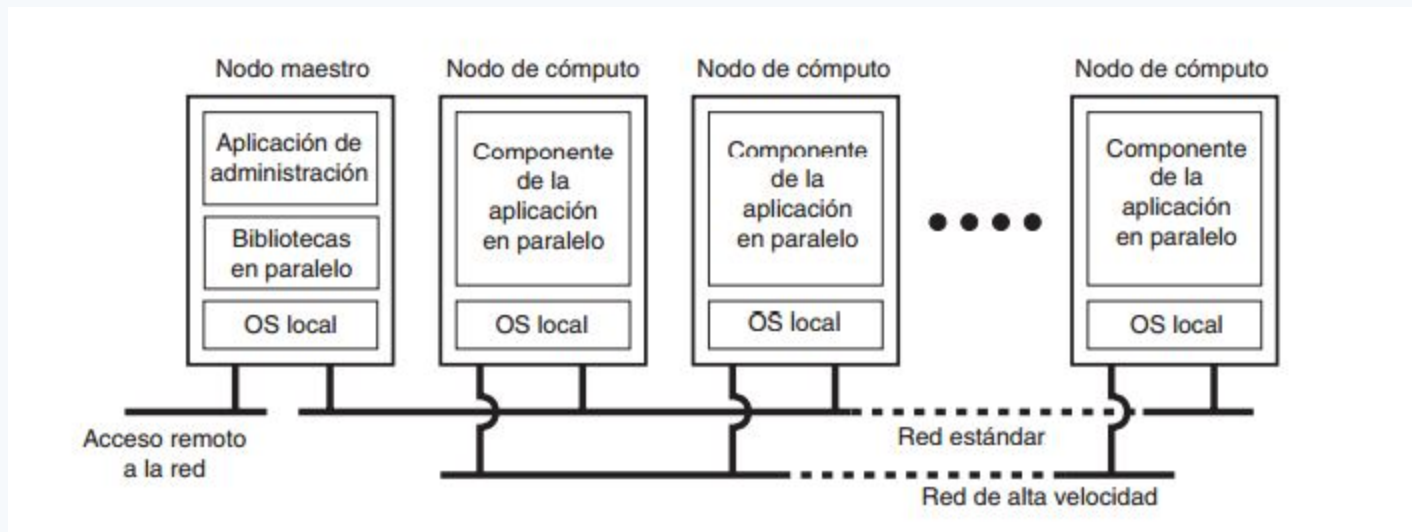 Nodo maestro
Nodo de cómputo
Nodo de cómputo
Nodo de cómputo
Aplicación de
administración
Bibliotecas
en paralelo
OS local
Componente
de la
aplicación
en paralelo
OS local
Componente
de la
aplicación
en paralelo
OS local
Componente
de la
aplicación
en paralelo
OS local
Acceso remoto
a la red
Red estándar
Red de alta velocidad